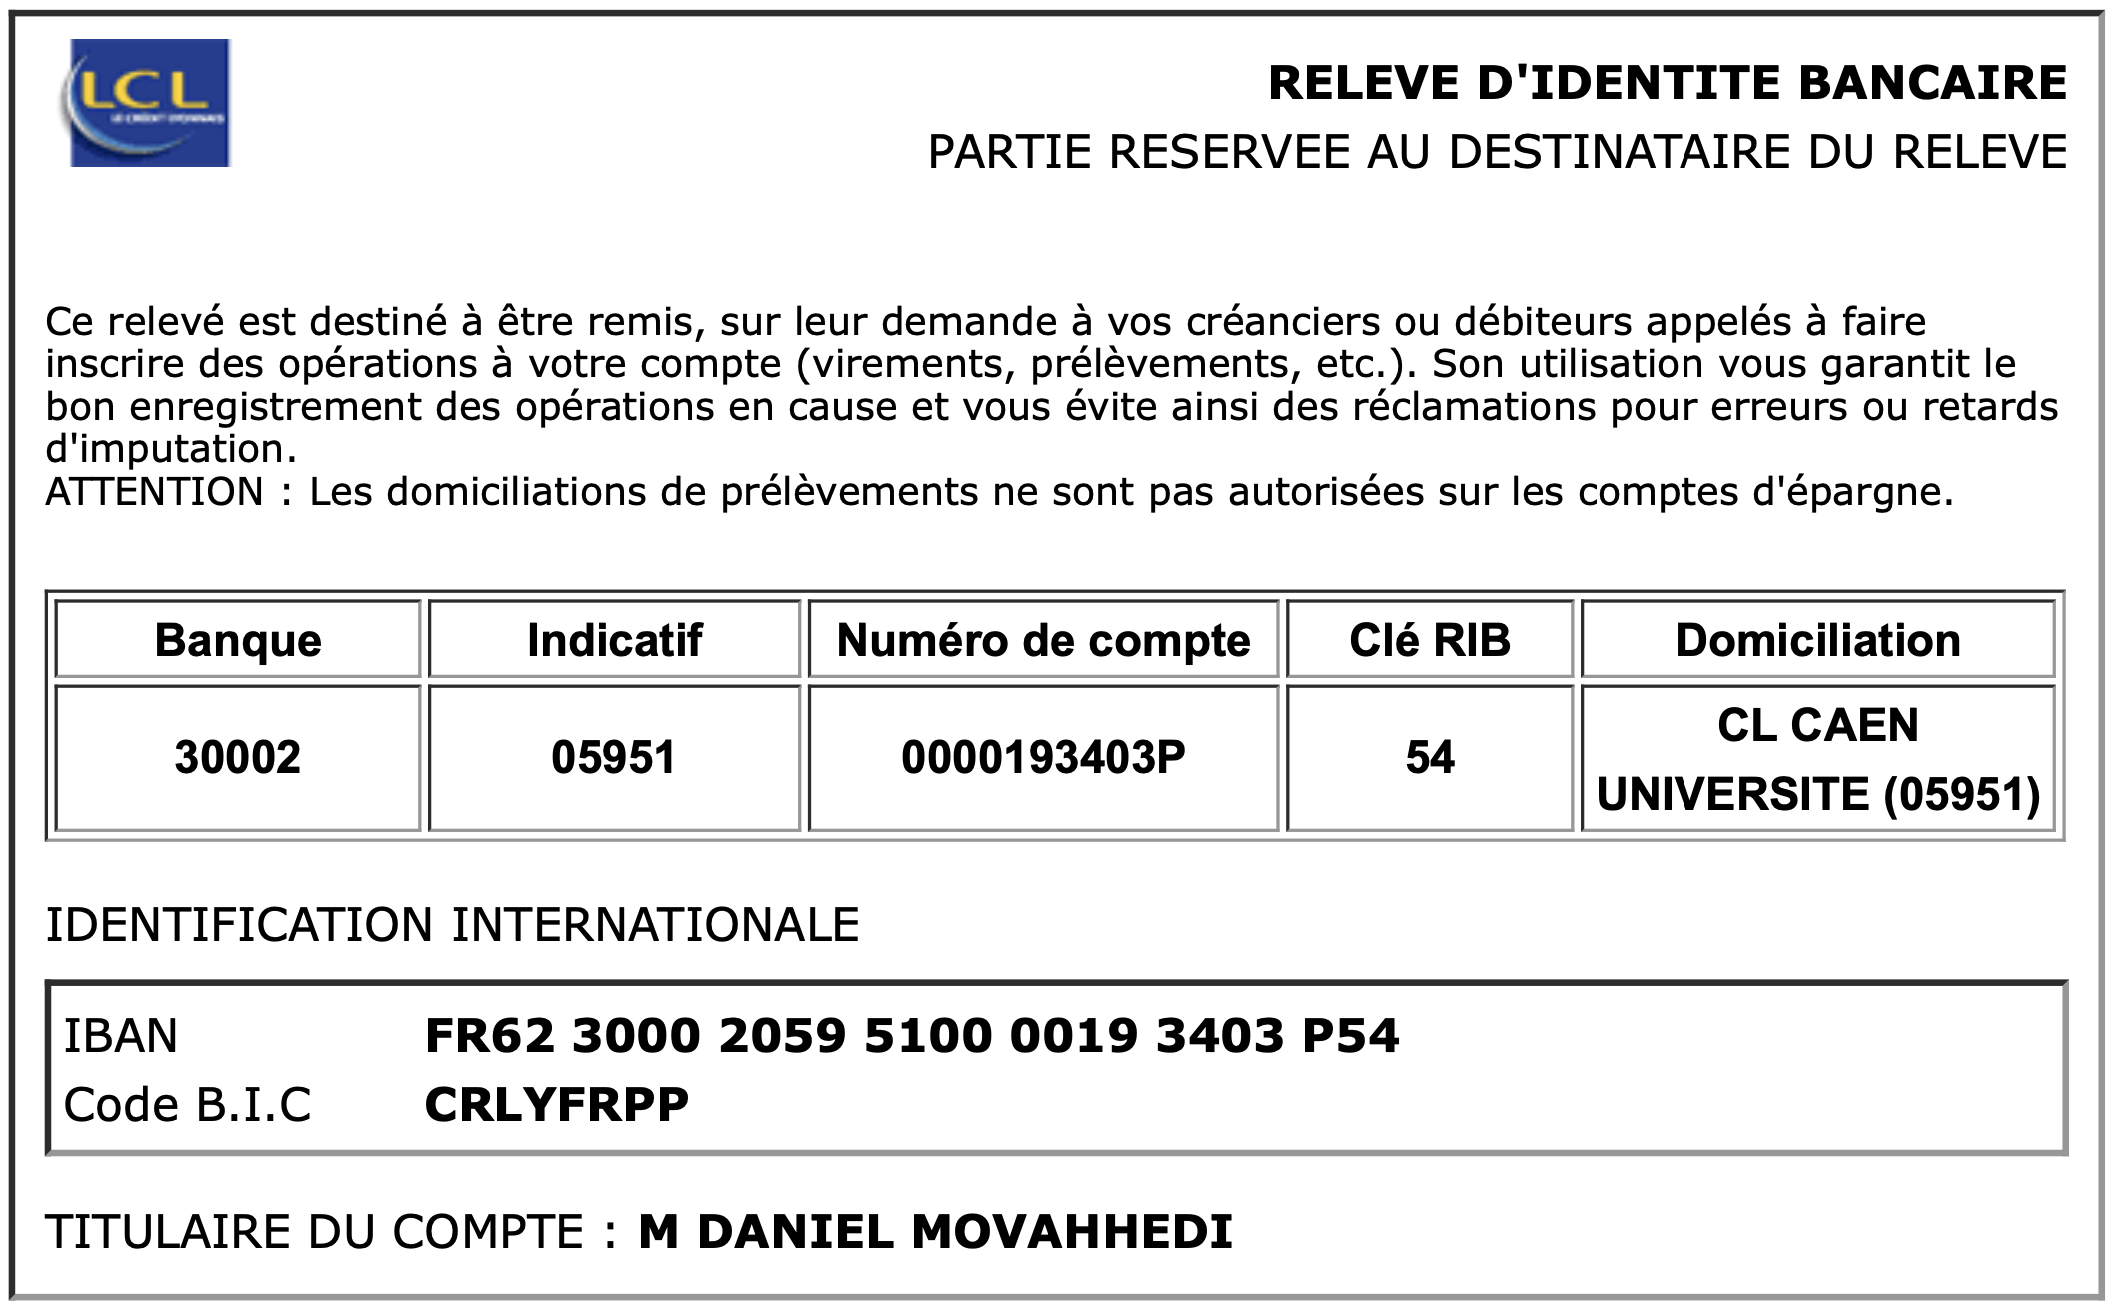 LCL
LE CRÉDIT LYONNAIS
RELEVE D'IDENTITE BANCAIRE
PARTIE RESERVEE AU DESTINATAIRE DU RELEVE
Ce relevé est destiné à être remis, sur leur demande à vos créanciers ou débiteurs appelés à faire
inscrire des opérations à votre compte (virements, prélèvements, etc.). Son utilisation vous garantit le
bon enregistrement des opérations en cause et vous évite ainsi des réclamations pour erreurs ou retards
d'imputation.
ATTENTION : Les domiciliations de prélèvements ne sont pas autorisées sur les comptes d'épargne.
Banque Indicatif Numéro de compte Clé RIB Domiciliation
30002 05951 0000193403P 54 CL CAEN
UNIVERSITE (05951)
IDENTIFICATION INTERNATIONALE
IBAN FR62 3000 2059 5100 0019 3403 P54
Code B.I.C CRLYFRPP
TITULAIRE DU COMPTE : M DANIEL MOVAHHEDI